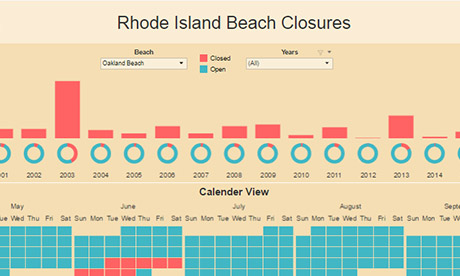 Rhode Island Beach Closures
Beach
Closed
Years
Oakland Beach
Open
(All)
2002 2003 2004 2005 2006 2007 2008 2009 2010 2011 2012 2013 2014
Calender View
May June July August
Tue Wed Thu Fri Sat Sun Mon Tue Wed Thu Fri Sat Sun Mon Tue Wed Thu Fri Sat Sun Mon Tue Wed Thu Fri Sat Sun Mon